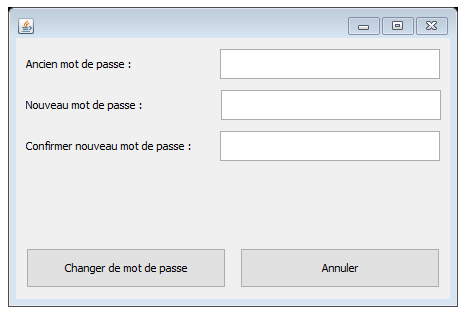 Ancien mot de passe :
Nouveau mot de passe :
Confirmer nouveau mot de passe :
Changer de mot de passe
Annuler